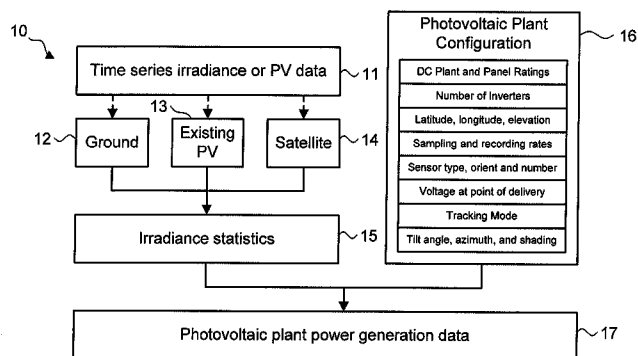 10
Time series irradiance or PV data
11
12
Ground
13
Existing
PV
Satellite
14
Irradiance statistics
15
Photovoltaic Plant
Configuration
16
DC Plant and Panel Ratings
Number of Inverters
Latitude, longitude, elevation
Sampling and recording rates
Sensor type, orient and number
Voltage at point of delivery
Tracking Mode
Tilt angle, azimuth, and shading
Photovoltaic plant power generation data
17